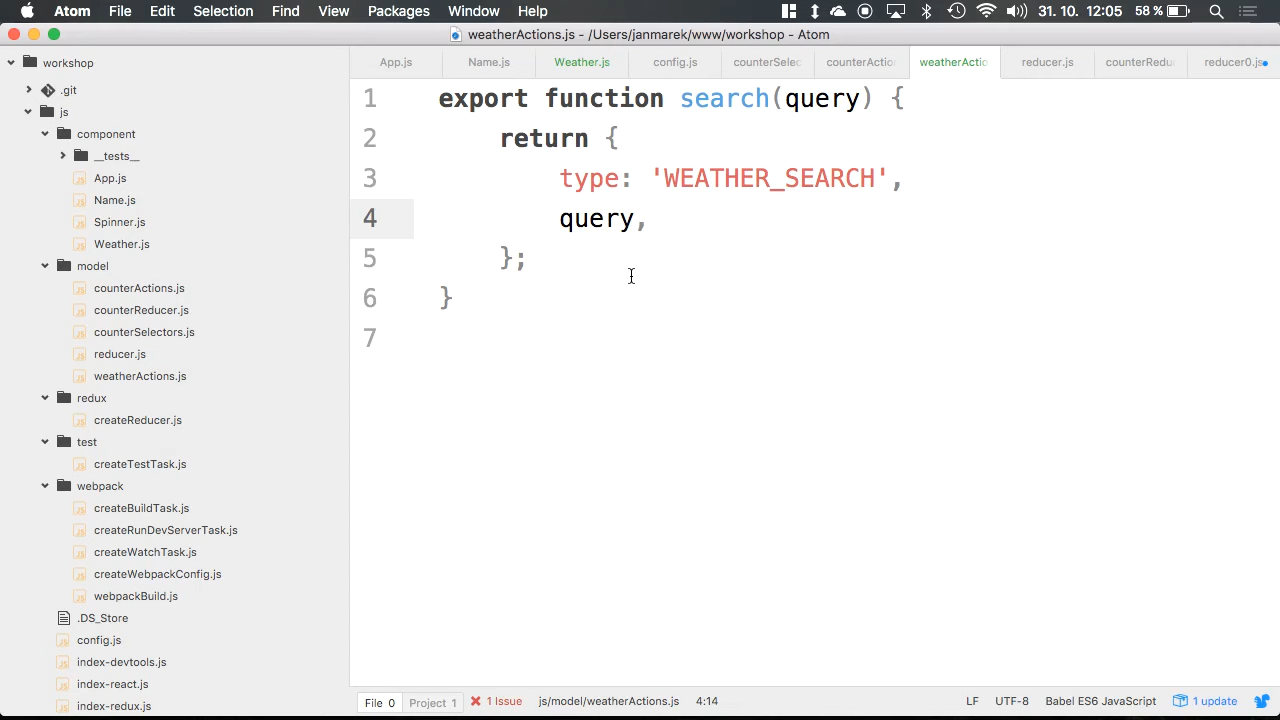 Atom File Edit Selection Find View Packages Window Help 31. 10. 12:05 58 %
weatherActions.js - /Users/janmarek/www/workshop - Atom
workshop
App.js Name.js Weather.js config.js counterSelec counterActio weatherActio reducer.js counterRedu reducer0.js
.git
js
component
__tests__
App.js
Name.js
Spinner.js
Weather.js
model
counterActions.js
counterReducer.js
counterSelectors.js
reducer.js
weatherActions.js
redux
createReducer.js
test
createTestTask.js
webpack
createBuildTask.js
createRunDevServerTask.js
createWatchTask.js
createWebpackConfig.js
webpackBuild.js
.DS_Store
config.js
index-devtools.js
index-react.js
index-redux.js
1 export function search(query) {
2 return {
3 type: 'WEATHER_SEARCH',
4 query,
5 };
6 }
7
File 0 Project 1 1 Issue js/model/weatherActions.js 4:14 LF UTF-8 Babel ES6 JavaScript 1 update